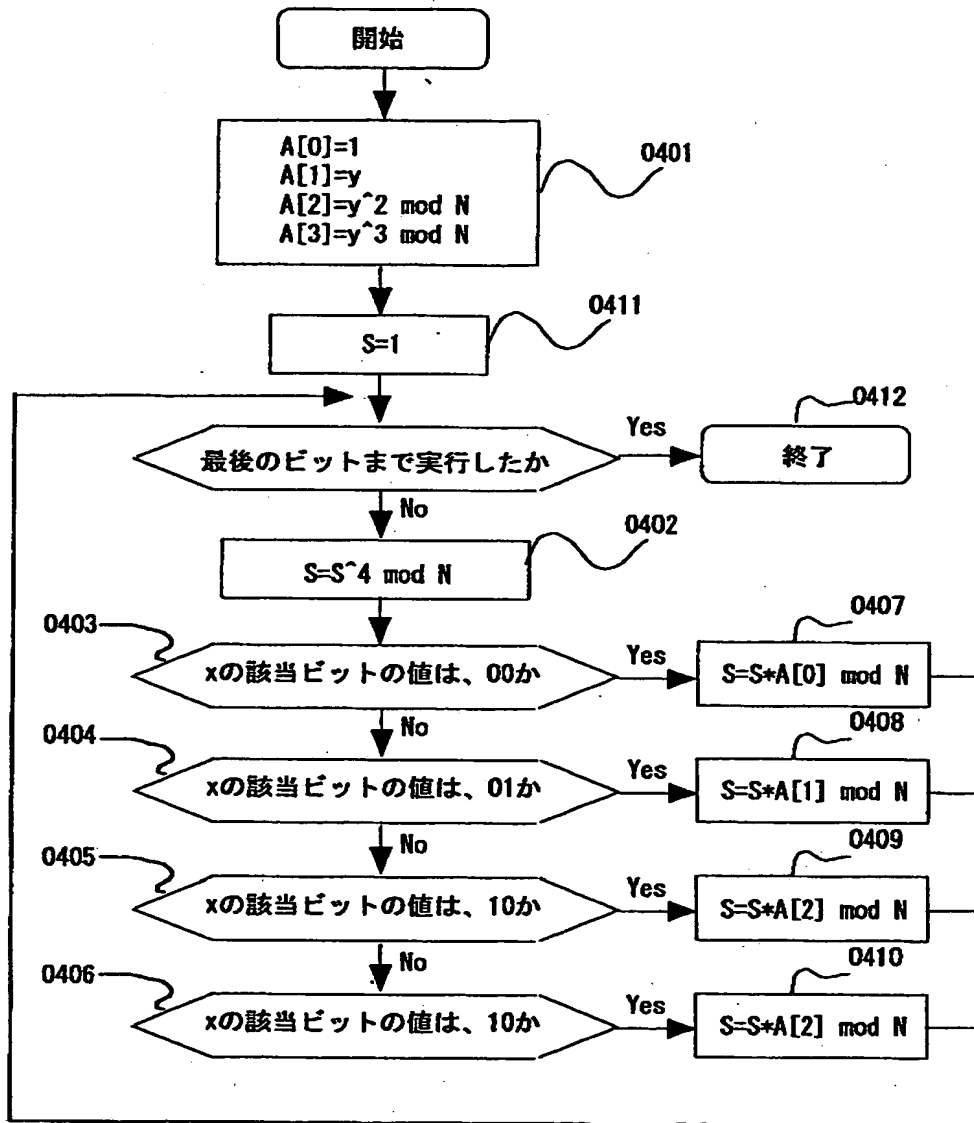 開始
A[0]=1
A[1]=y
A[2]=y^2 mod N
A[3]=y^3 mod N
0401
S=1
0411
最後のビットまで実行したか
Yes
終了
0412
No
S=S^4 mod N
0402
0403
xの該当ビットの値は、00か
Yes
S=S*A[0] mod N
0407
No
0404
xの該当ビットの値は、01か
Yes
S=S*A[1] mod N
0408
No
0405
xの該当ビットの値は、10か
Yes
S=S*A[2] mod N
0409
No
0406
xの該当ビットの値は、10か
Yes
S=S*A[2] mod N
0410